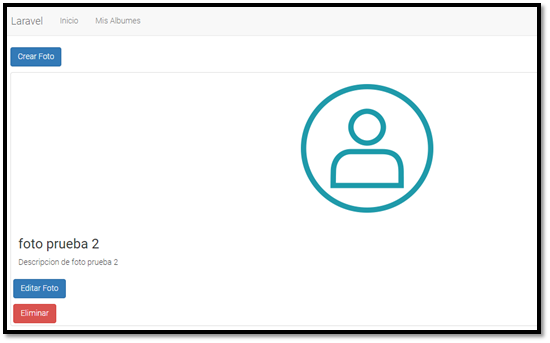 Laravel Inicio Mis Albumes
Crear Foto
foto prueba 2
Descripcion de foto prueba 2
Editar Foto
Eliminar